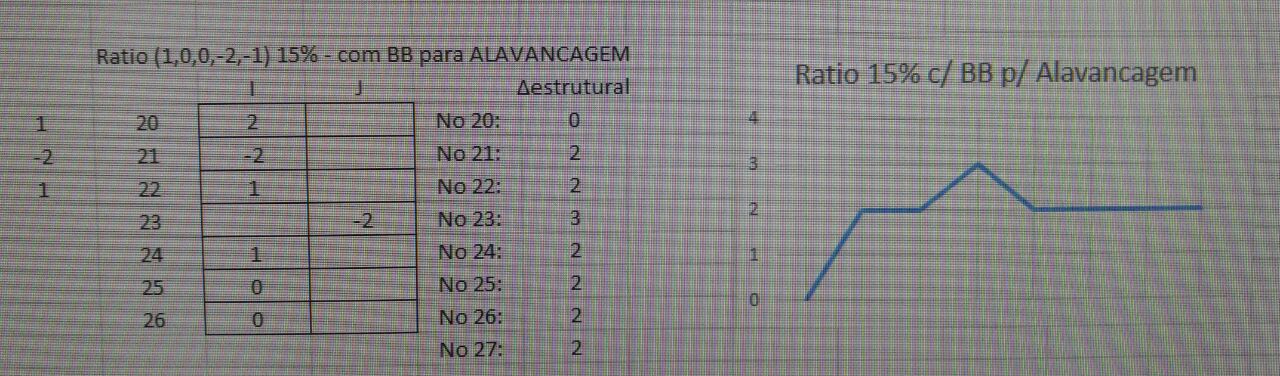 Ratio (1,0,0,-2,-1) 15% - com BB para ALAVANCAGEM
I J Δestrutural
1 20 2 No 20: 0
-2 21 -2 No 21: 2
1 22 1 No 22: 2
23 -2 No 23: 3
24 1 No 24: 2
25 0 No 25: 2
26 0 No 26: 2
No 27: 2
Ratio 15% c/ BB p/ Alavancagem
4
3
2
1
0